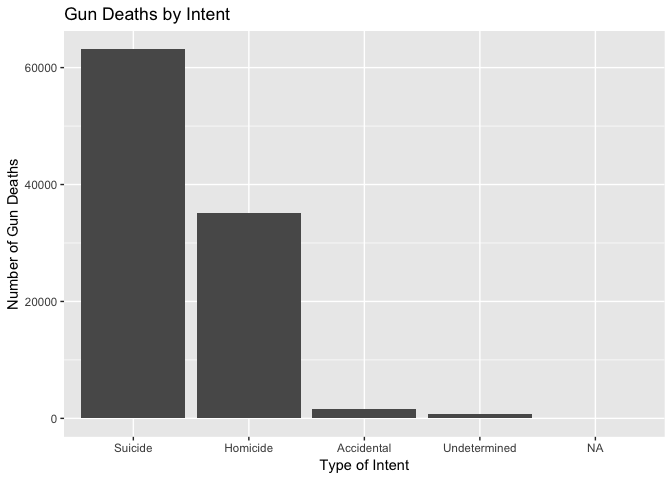 Gun Deaths by Intent
Number of Gun Deaths
60000
40000
20000
0
Suicide Homicide Accidental Undetermined NA
Type of Intent